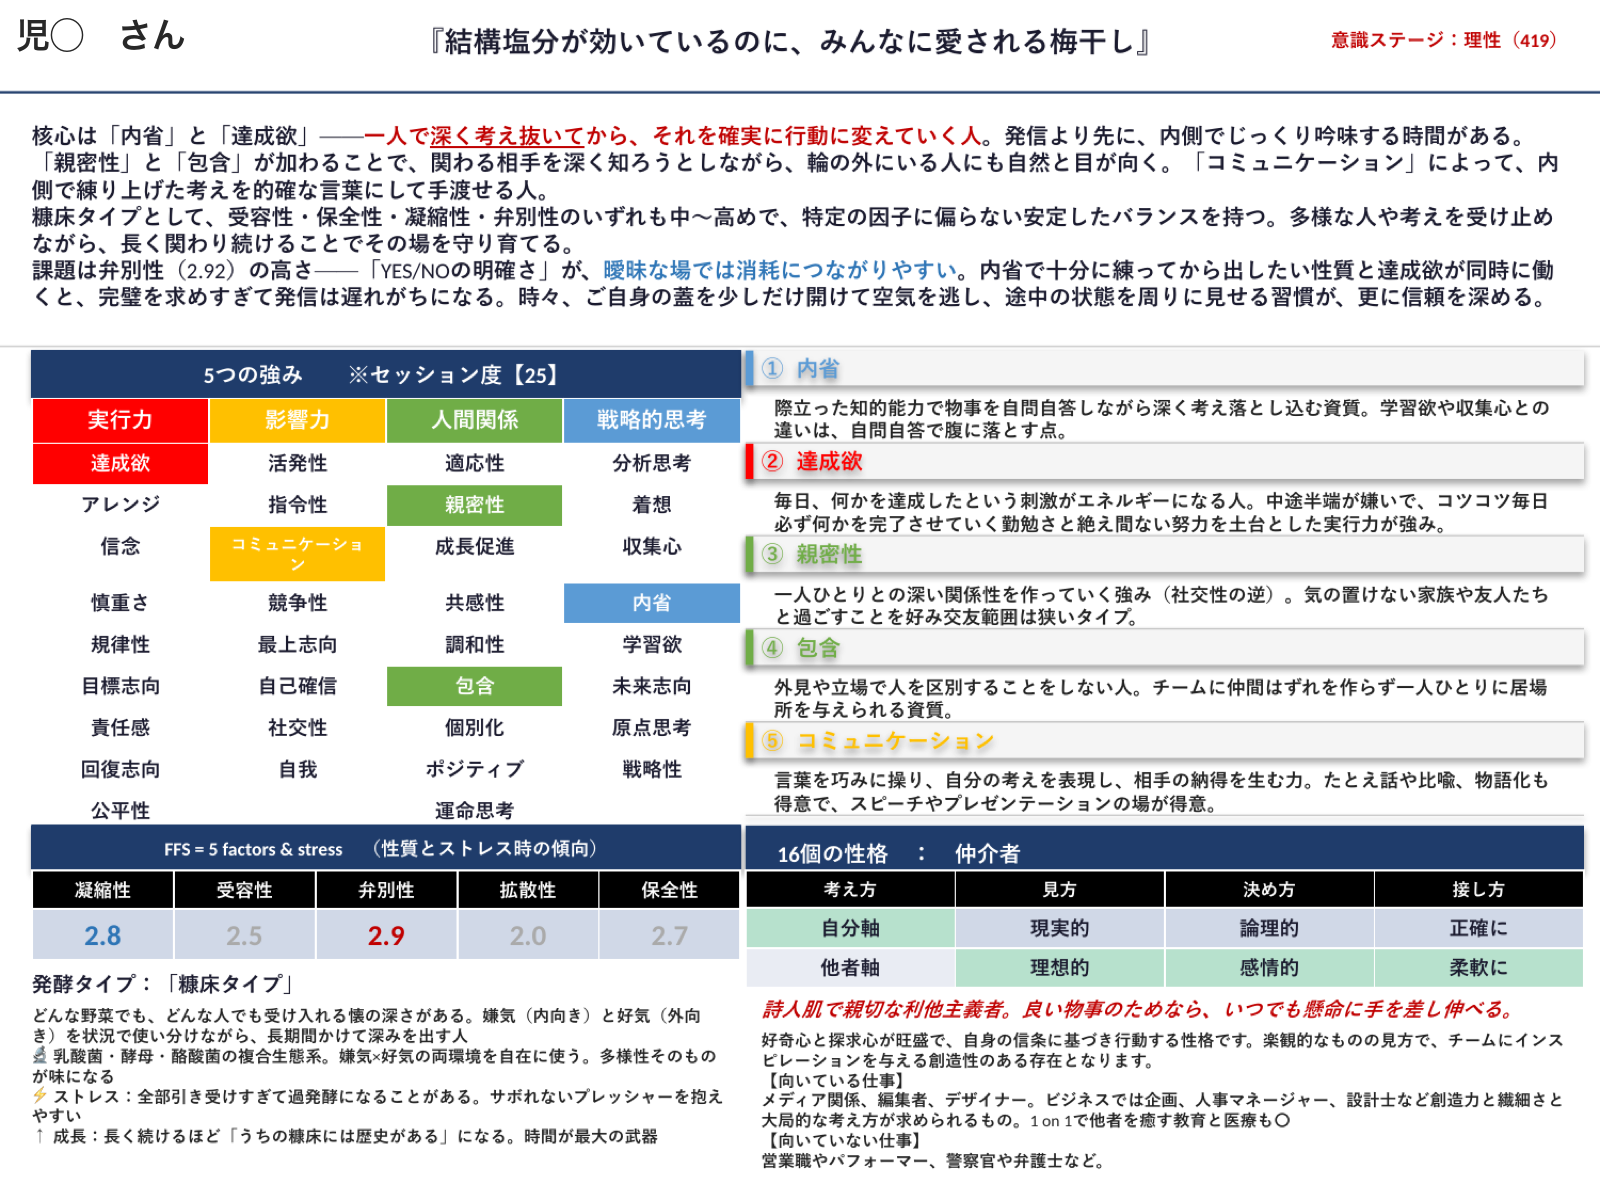 児◯　さん
『結構塩分が効いているのに、みんなに愛される梅干し』
意識ステージ：理性（419）
核心は「内省」と「達成欲」——一人で深く考え抜いてから、それを確実に行動に変えていく人。発信より先に、内側でじっくり吟味する時間がある。
「親密性」と「包含」が加わることで、関わる相手を深く知ろうとしながら、輪の外にいる人にも自然と目が向く。「コミュニケーション」によって、内
側で練り上げた考えを的確な言葉にして手渡せる人。
糠床タイプとして、受容性・保全性・凝縮性・弁別性のいずれも中〜高めで、特定の因子に偏らない安定したバランスを持つ。多様な人や考えを受け止め
ながら、長く関わり続けることでその場を守り育てる。
課題は弁別性（2.92）の高さ——「YES/NOの明確さ」が、曖昧な場では消耗につながりやすい。内省で十分に練ってから出したい性質と達成欲が同時に働
くと、完璧を求めすぎて発信は遅れがちになる。時々、ご自身の蓋を少しだけ開けて空気を逃し、途中の状態を周りに見せる習慣が、更に信頼を深める。
5つの強み　　※セッション度【25】
実行力 影響力 人間関係 戦略的思考
達成欲 活発性 適応性 分析思考
アレンジ 指令性 親密性 着想
信念 コミュニケーショ
ン 成長促進 収集心
慎重さ 競争性 共感性 内省
規律性 最上志向 調和性 学習欲
目標志向 自己確信 包含 未来志向
責任感 社交性 個別化 原点思考
回復志向 自我 ポジティブ 戦略性
公平性 運命思考
① 内省
際立った知的能力で物事を自問自答しながら深く考え落とし込む資質。学習欲や収集心との
違いは、自問自答で腹に落とす点。
② 達成欲
毎日、何かを達成したという刺激がエネルギーになる人。中途半端が嫌いで、コツコツ毎日
必ず何かを完了させていく勤勉さと絶え間ない努力を土台とした実行力が強み。
③ 親密性
一人ひとりとの深い関係性を作っていく強み（社交性の逆）。気の置けない家族や友人たち
と過ごすことを好み交友範囲は狭いタイプ。
④ 包含
外見や立場で人を区別することをしない人。チームに仲間はずれを作らず一人ひとりに居場
所を与えられる資質。
⑤ コミュニケーション
言葉を巧みに操り、自分の考えを表現し、相手の納得を生む力。たとえ話や比喩、物語化も
得意で、スピーチやプレゼンテーションの場が得意。
FFS = 5 factors & stress　（性質とストレス時の傾向）
凝縮性 受容性 弁別性 拡散性 保全性
2.8 2.5 2.9 2.0 2.7
発酵タイプ：「糠床タイプ」
どんな野菜でも、どんな人でも受け入れる懐の深さがある。嫌気（内向き）と好気（外向
き）を状況で使い分けながら、長期間かけて深みを出す人
🔬 乳酸菌・酵母・酪酸菌の複合生態系。嫌気×好気の両環境を自在に使う。多様性そのもの
が味になる
⚡ ストレス：全部引き受けすぎて過発酵になることがある。サボれないプレッシャーを抱え
やすい
↑ 成長：長く続けるほど「うちの糠床には歴史がある」になる。時間が最大の武器
16個の性格　：　仲介者
考え方 見方 決め方 接し方
自分軸 現実的 論理的 正確に
他者軸 理想的 感情的 柔軟に
詩人肌で親切な利他主義者。良い物事のためなら、いつでも懸命に手を差し伸べる。
好奇心と探求心が旺盛で、自身の信条に基づき行動する性格です。楽観的なものの見方で、チームにインス
ピレーションを与える創造性のある存在となります。
【向いている仕事】
メディア関係、編集者、デザイナー。ビジネスでは企画、人事マネージャー、設計士など創造力と繊細さと
大局的な考え方が求められるもの。1 on 1で他者を癒す教育と医療も〇
【向いていない仕事】
営業職やパフォーマー、警察官や弁護士など。